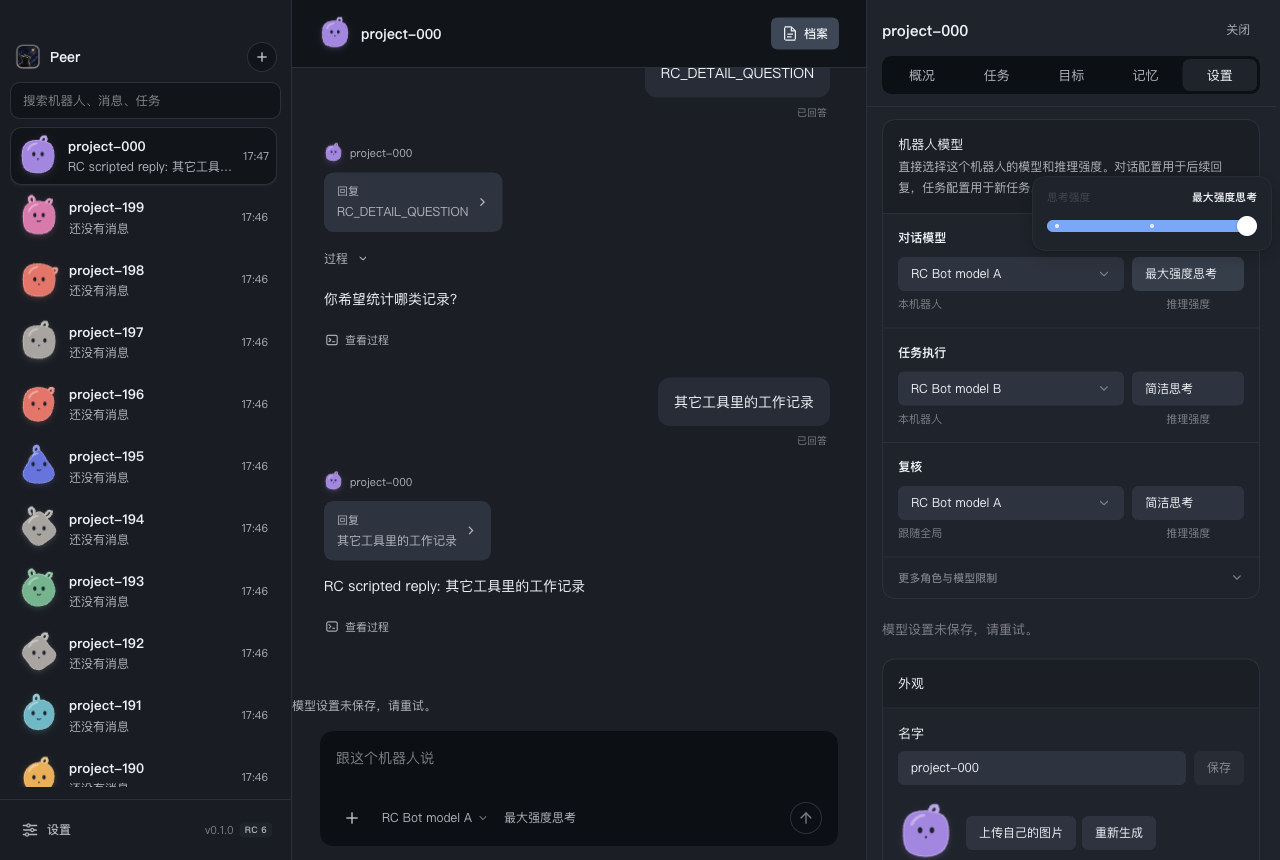 Peer
搜索机器人、消息、任务
project-000
17:47
RC scripted reply: 其它工具...
project-199
17:46
还没有消息
project-198
17:46
还没有消息
project-197
17:46
还没有消息
project-196
17:46
还没有消息
project-195
17:46
还没有消息
project-194
17:46
还没有消息
project-193
17:46
还没有消息
project-192
17:46
还没有消息
project-191
17:46
还没有消息
project-190
17:46
还没有消息
设置
v0.1.0
RC 6
project-000
档案
RC_DETAIL_QUESTION
已回答
project-000
回复
RC_DETAIL_QUESTION
过程
你希望统计哪类记录?
查看过程
其它工具里的工作记录
已回答
project-000
回复
其它工具里的工作记录
RC scripted reply: 其它工具里的工作记录
查看过程
模型设置未保存，请重试。
跟这个机器人说
RC Bot model A
最大强度思考
project-000
关闭
概况
任务
目标
记忆
设置
机器人模型
直接选择这个机器人的模型和推理强度。对话配置用于后续回
复，任务配置用于新任务
思考强度
最大强度思考
对话模型
RC Bot model A
最大强度思考
本机器人
推理强度
任务执行
RC Bot model B
简洁思考
本机器人
推理强度
复核
RC Bot model A
简洁思考
跟随全局
推理强度
更多角色与模型限制
模型设置未保存，请重试。
外观
名字
project-000
保存
上传自己的图片
重新生成